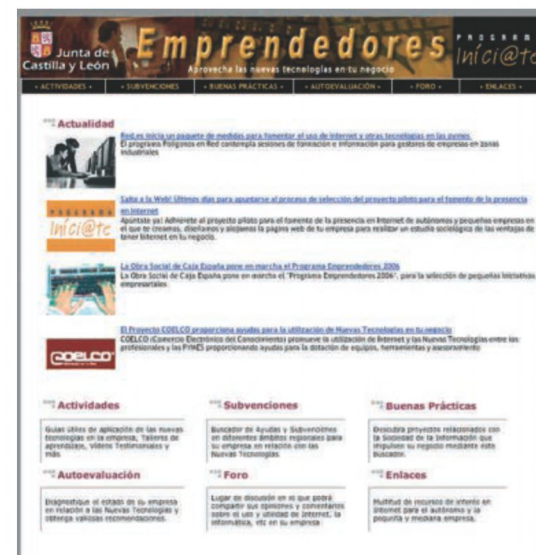 Junta de
Castilla y León
Emprendedores
Aprovecha las nuevas tecnologías en tu negocio
PROGRAMA
Iníci@te
• ACTIVIDADES •
• SUBVENCIONES
• BUENAS PRÁCTICAS •
• AUTOEVALUACIÓN •
• FORO •
• ENLACES •
Actualidad
Red.es inicia un paquete de medidas para fomentar el uso de Internet y otras tecnologías en las pymes
El programa Polígonos en Red contempla sesiones de formación e información para gestores de empresas en zonas
industriales
PROGRAMA
Iníci@te
Salta a la Web! Últimos días para apuntarse al proceso de selección del proyecto piloto para el fomento de la presencia
en Internet
Apúntate ya! Adhiérete al proyecto piloto para el fomento de la presencia en Internet de autónomos y pequeñas empresas en
el que te creamos, diseñamos y alojamos la página web de tu empresa para realizar un estudio sociológico de las ventajas de
tener Internet en tu negocio.
La Obra Social de Caja España pone en marcha el Programa Emprendedores 2006
La Obra Social de Caja España pone en marcha el "Programa Emprendedores 2006", para la selección de pequeñas iniciativas
empresariales
COELCO
El Proyecto COELCO proporciona ayudas para la utilización de Nuevas Tecnologías en tu negocio
COELCO (Comercio Electrónico del Conocimiento) promueve la utilización de Internet y las Nuevas Tecnologías entre los
profesionales y las PYMES proporcionando ayudas para la dotación de equipos, herramientas y asesoramiento
Actividades
Guías útiles de aplicación de las nuevas
tecnologías en la empresa, Talleres de
aprendizaje, Vídeos Testimoniales y
más
Subvenciones
Buscador de Ayudas y Subvenciones
en diferentes ámbitos regionales para
su empresa en relación con las
Nuevas Tecnologías.
Buenas Prácticas
Descubra proyectos relacionados con
la Sociedad de la Información que
impulsen su negocio mediante este
buscador.
Autoevaluación
Diagnostique el estado de su empresa
en relación a las Nuevas Tecnologías y
obtenga valiosas recomendaciones.
Foro
Lugar de discusión en el que podrá
compartir sus opiniones y comentarios
sobre el uso y utilidad de Internet, la
informática, etc en su empresa
Enlaces
Multitud de recursos de interés en
Internet para el autónomo y la
pequeña y mediana empresa.